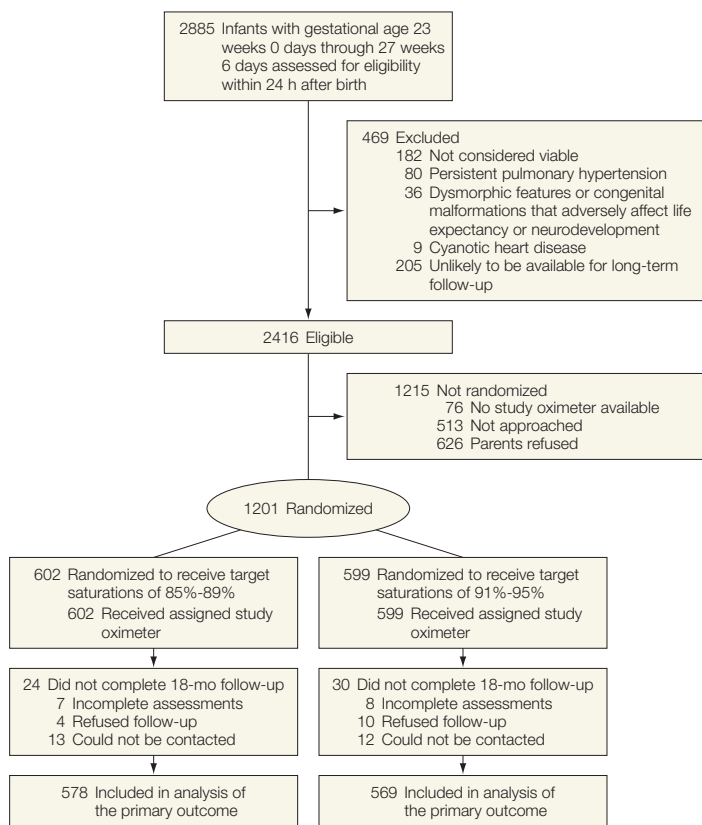 2885 Infants with gestational age 23
weeks 0 days through 27 weeks
6 days assessed for eligibility
within 24 h after birth
469 Excluded
182 Not considered viable
80 Persistent pulmonary hypertension
36 Dysmorphic features or congenital
malformations that adversely affect life
expectancy or neurodevelopment
9 Cyanotic heart disease
205 Unlikely to be available for long-term
follow-up
2416 Eligible
1215 Not randomized
76 No study oximeter available
513 Not approached
626 Parents refused
1201 Randomized
602 Randomized to receive target
saturations of 85%-89%
602 Received assigned study
oximeter
599 Randomized to receive target
saturations of 91%-95%
599 Received assigned study
oximeter
24 Did not complete 18-mo follow-up
7 Incomplete assessments
4 Refused follow-up
13 Could not be contacted
30 Did not complete 18-mo follow-up
8 Incomplete assessments
10 Refused follow-up
12 Could not be contacted
578 Included in analysis of
the primary outcome
569 Included in analysis of
the primary outcome